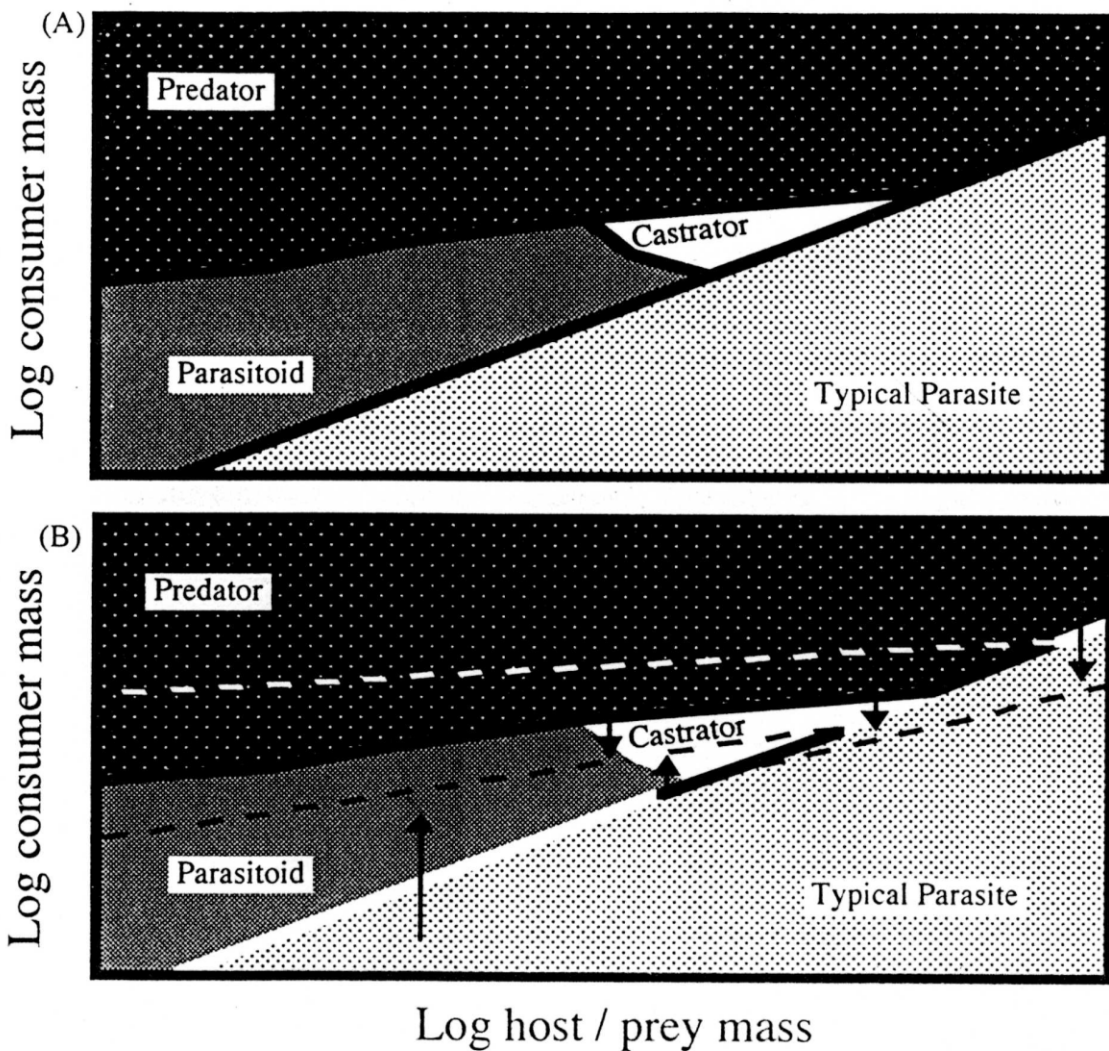 (A)
Predator
Castrator
Parasitoid
Typical Parasite
Log consumer mass
(B)
Predator
Castrator
Parasitoid
Typical Parasite
Log consumer mass
Log host / prey mass